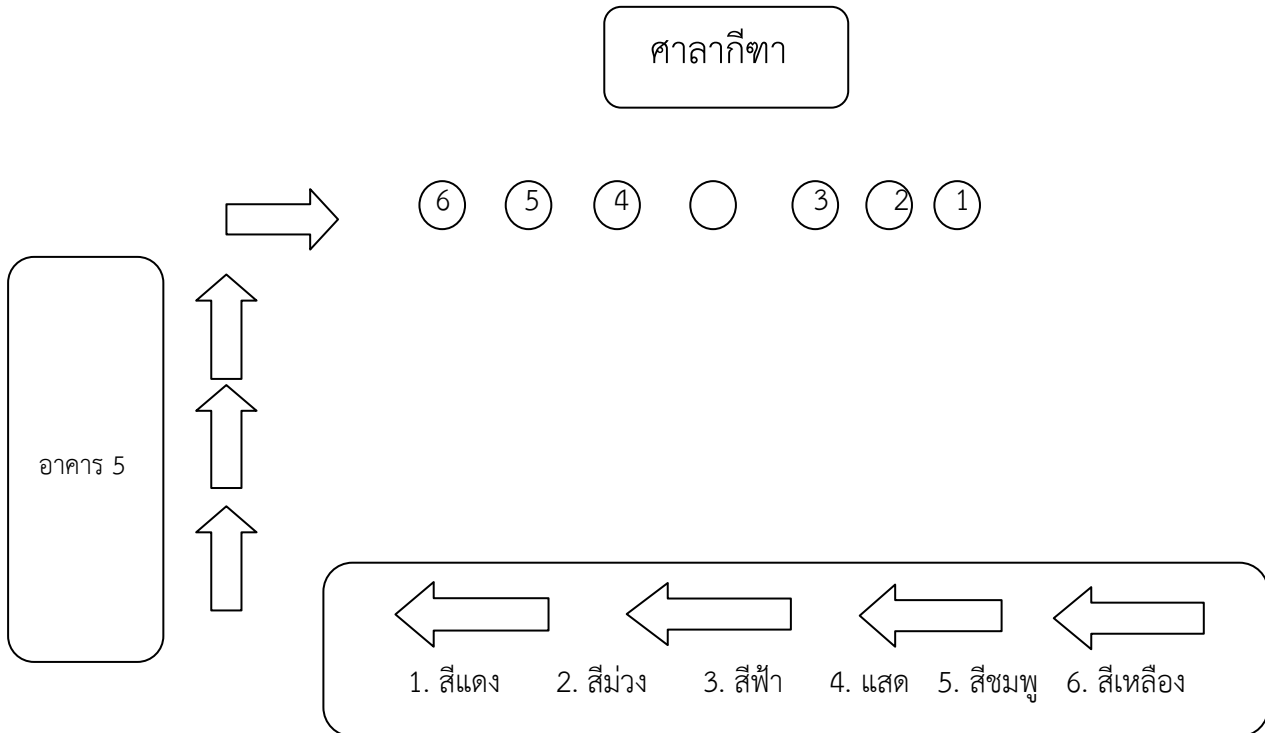 ศาลากีฑา
6 5 4 3 2 1
อาคาร 5
1. สีแดง 2. สีม่วง 3. สีฟ้า 4. แสด 5. สีชมพู 6. สีเหลือง